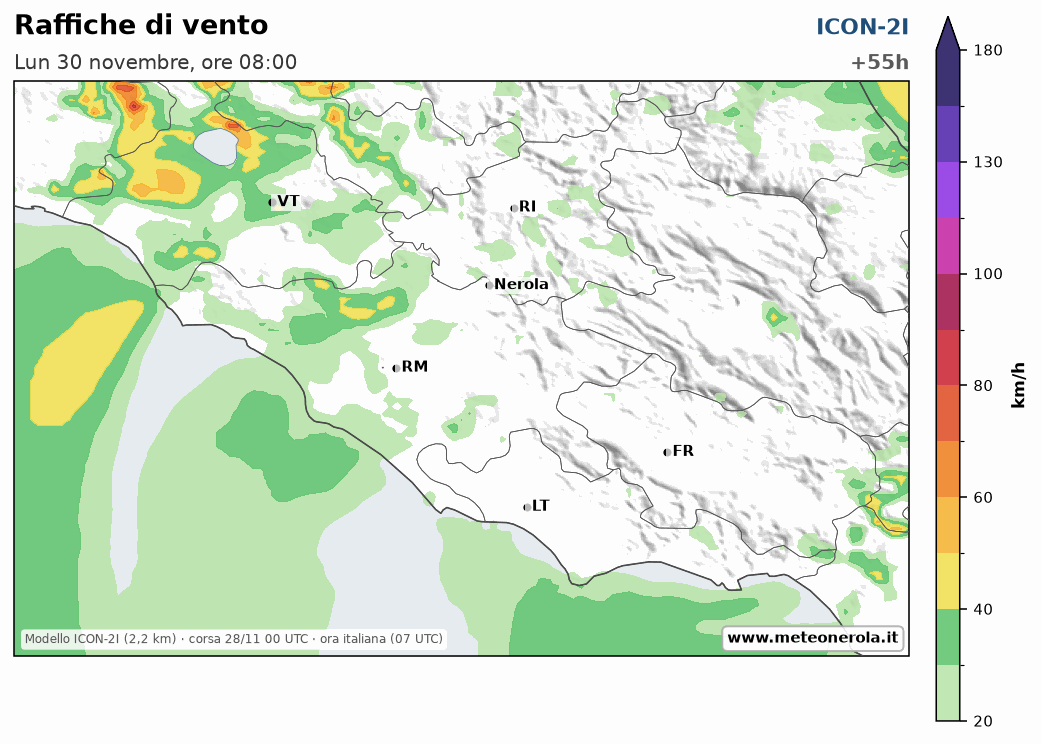 Raffiche di vento
ICON-2I
Lun 30 novembre, ore 08:00
+55h
180
130
100
80
60
40
20
km/h
VT
RI
Nerola
RM
FR
LT
Modello ICON-2I (2,2 km) · corsa 28/11 00 UTC · ora italiana (07 UTC)
www.meteonerola.it